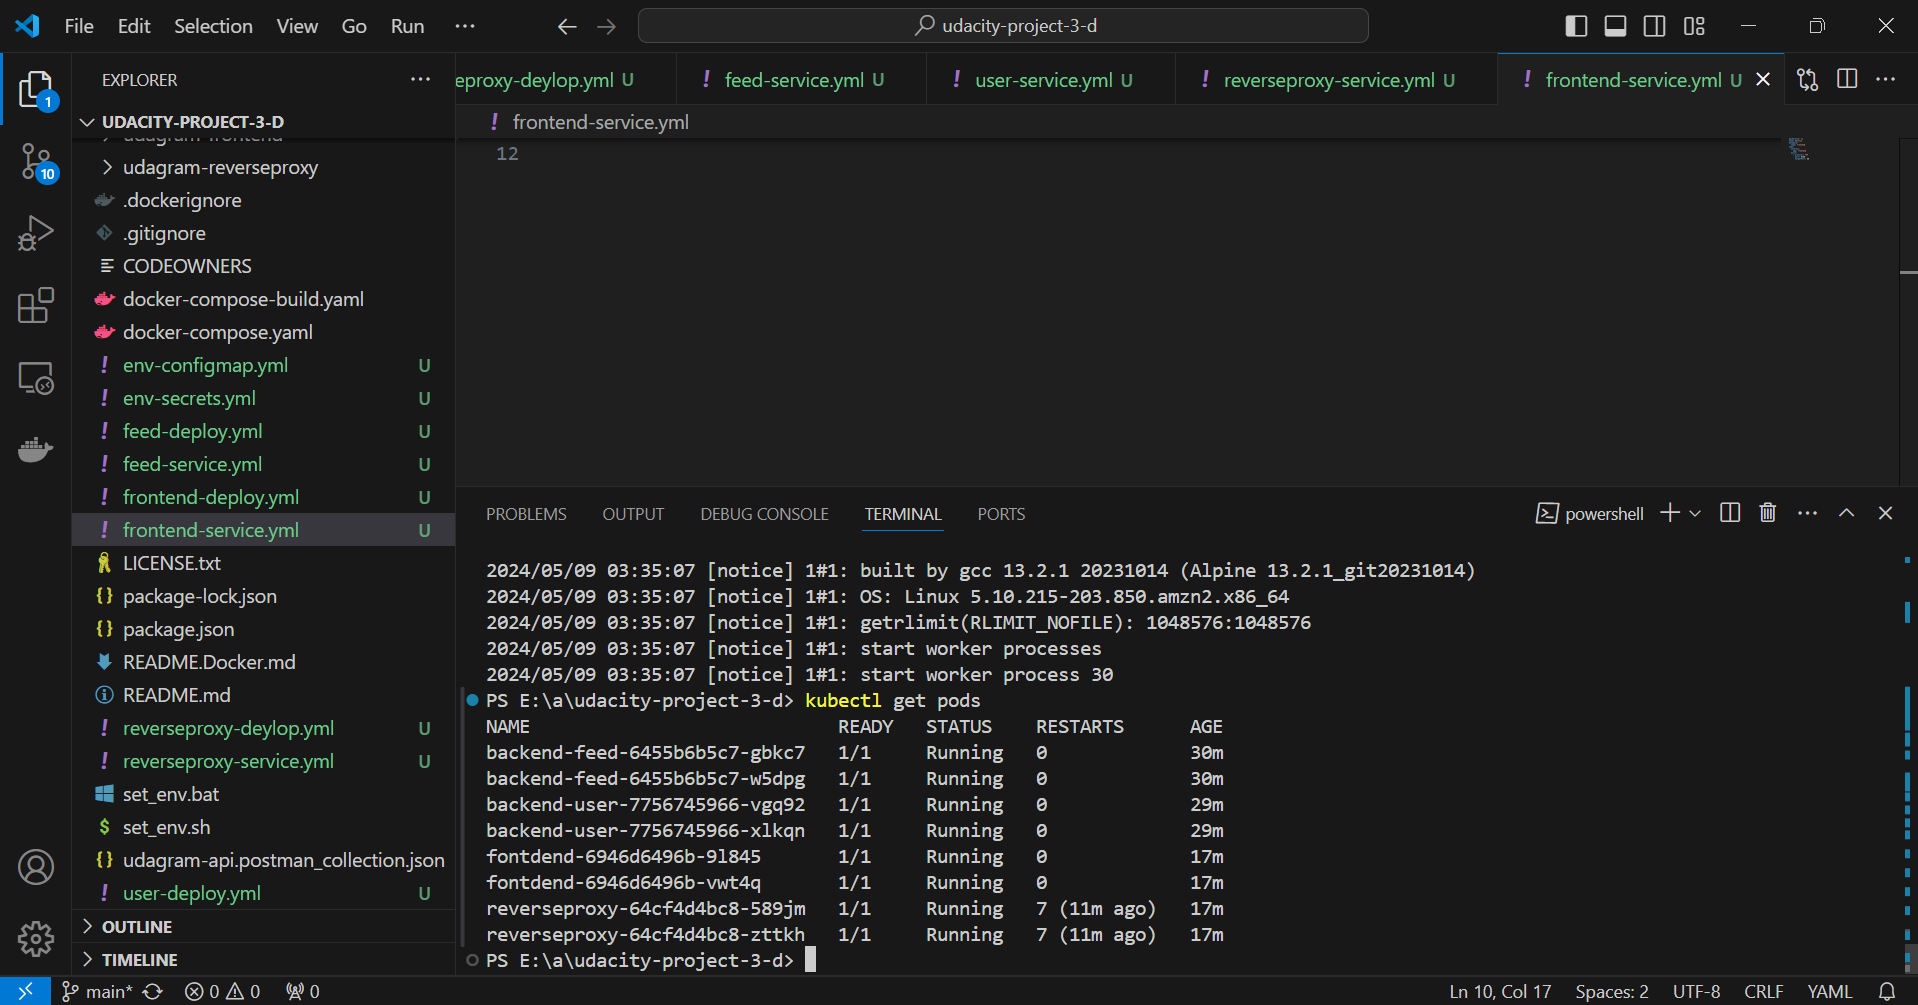 File Edit Selection View Go Run ···
udacity-project-3-d
EXPLORER
eproxy-deylop.yml U
! feed-service.yml U
! user-service.yml U
! reverseproxy-service.yml U
! frontend-service.yml U
UDACITY-PROJECT-3-D
! frontend-service.yml
12
1
10
udagram-frontend
udagram-reverseproxy
.dockerignore
.gitignore
CODEOWNERS
docker-compose-build.yaml
docker-compose.yaml
! env-configmap.yml U
! env-secrets.yml U
! feed-deploy.yml U
! feed-service.yml U
! frontend-deploy.yml U
! frontend-service.yml U
LICENSE.txt
{} package-lock.json
{} package.json
README.Docker.md
README.md
! reverseproxy-deylop.yml U
! reverseproxy-service.yml U
set_env.bat
$ set_env.sh
{} udagram-api.postman_collection.json
! user-deploy.yml U
OUTLINE
TIMELINE
PROBLEMS OUTPUT DEBUG CONSOLE TERMINAL PORTS
powershell
2024/05/09 03:35:07 [notice] 1#1: built by gcc 13.2.1 20231014 (Alpine 13.2.1_git20231014)
2024/05/09 03:35:07 [notice] 1#1: OS: Linux 5.10.215-203.850.amzn2.x86_64
2024/05/09 03:35:07 [notice] 1#1: getrlimit(RLIMIT_NOFILE): 1048576:1048576
2024/05/09 03:35:07 [notice] 1#1: start worker processes
2024/05/09 03:35:07 [notice] 1#1: start worker process 30
PS E:\a\udacity-project-3-d> kubectl get pods
NAME READY STATUS RESTARTS AGE
backend-feed-6455b6b5c7-gbkc7 1/1 Running 0 30m
backend-feed-6455b6b5c7-w5dpg 1/1 Running 0 30m
backend-user-7756745966-vgq92 1/1 Running 0 29m
backend-user-7756745966-xlkqn 1/1 Running 0 29m
fontdend-6946d6496b-9l845 1/1 Running 0 17m
fontdend-6946d6496b-vwt4q 1/1 Running 0 17m
reverseproxy-64cf4d4bc8-589jm 1/1 Running 7 (11m ago) 17m
reverseproxy-64cf4d4bc8-zttkh 1/1 Running 7 (11m ago) 17m
PS E:\a\udacity-project-3-d>
main* 0 0 0
Ln 10, Col 17 Spaces: 2 UTF-8 CRLF YAML